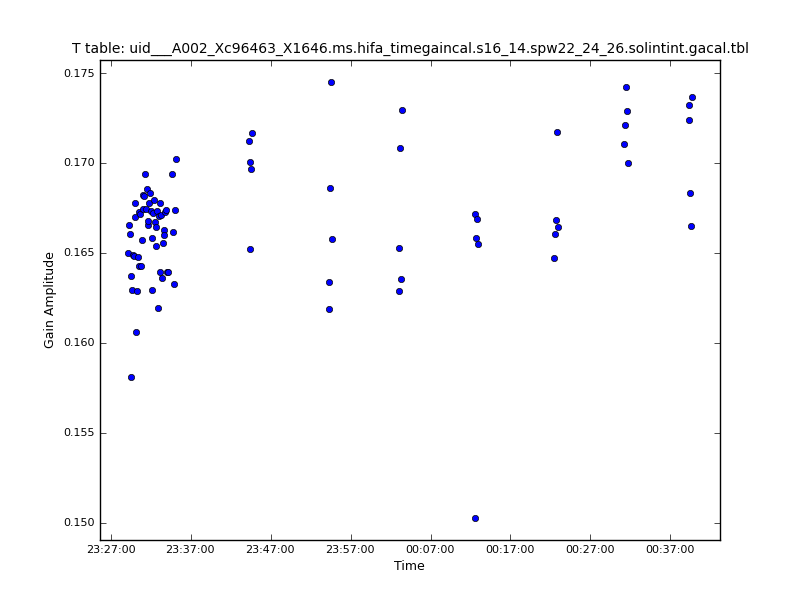 T table: uid___A002_Xc96463_X1646.ms.hifa_timegaincal.s16_14.spw22_24_26.solintint.gacal.tbl
0.175
0.170
0.165
0.160
0.155
0.150
Gain Amplitude
23:27:00 23:37:00 23:47:00 23:57:00 00:07:00 00:17:00 00:27:00 00:37:00
Time